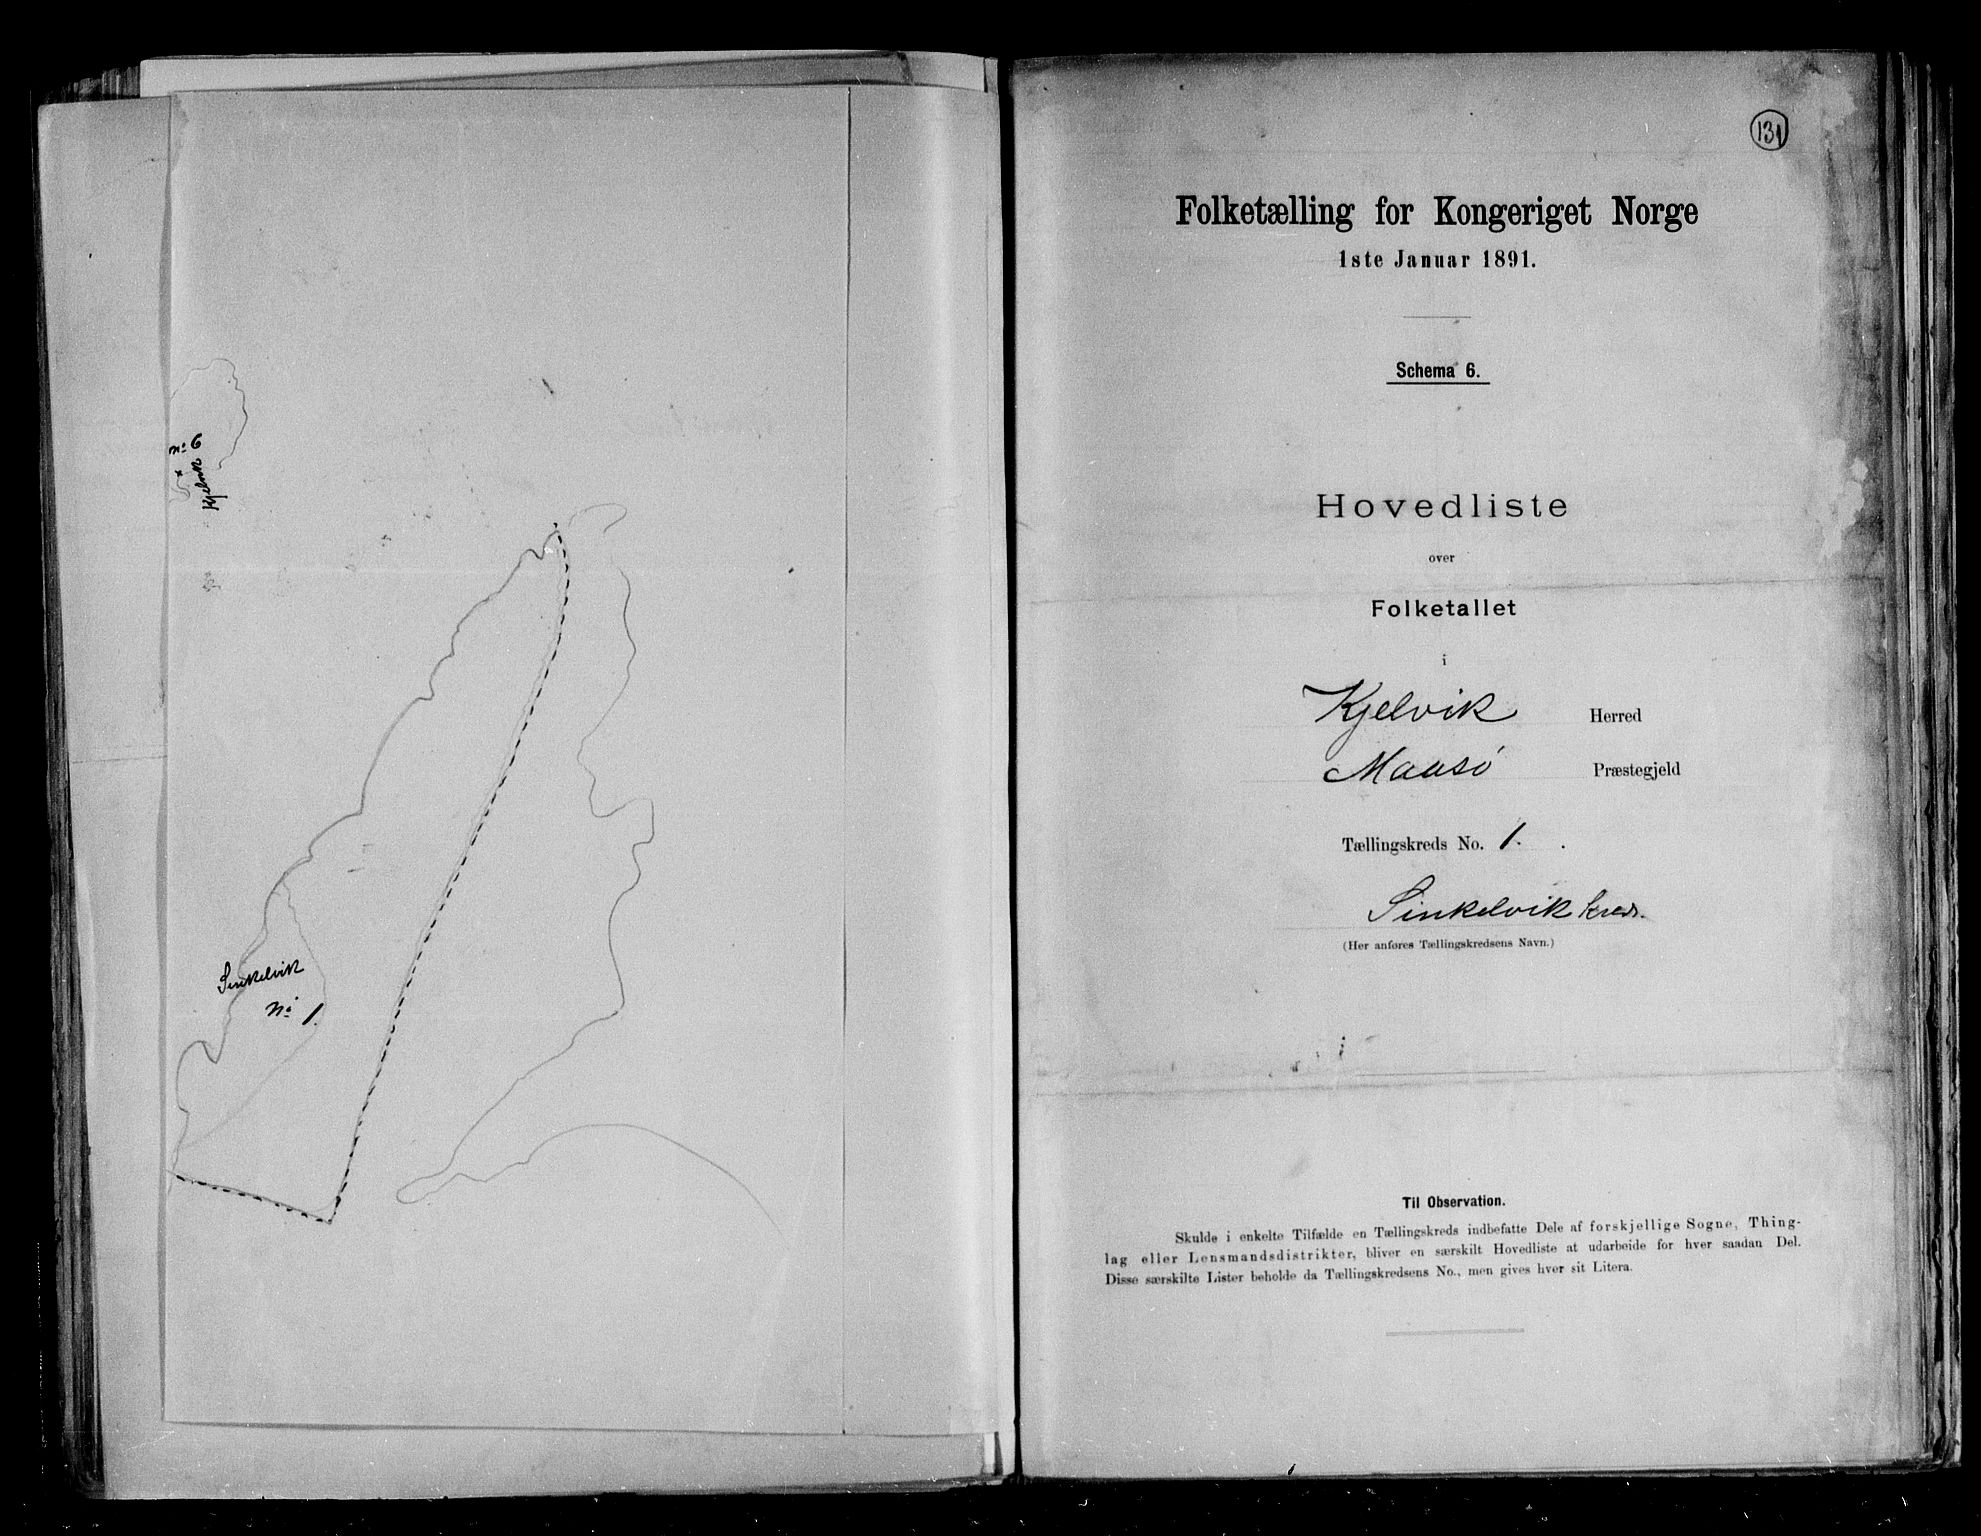 No 6
Kjelvik
Sinkelvik
No 1.
131
Folketælling for Kongeriget Norge
1ste Januar 1891.
Schema 6.
Hovedliste
over
Folketallet
i
Kjelvik Herred
Maasö Præstegjeld
Tællingskreds No. 1.
Sinkelvik kreds.
(Her anføres Tællingskredsens Navn.)
Til Observation.
Skulde i enkelte Tilfælde en Tællingskreds indbefatte Dele af forskjellige Sogne, Thing-
lag eller Lensmandsdistrikter, bliver en særskilt Hovedliste at udarbeide for hver saadan Del.
Disse særskilte Lister beholde da Tællingskredsens No., men gives hver sit Litera.